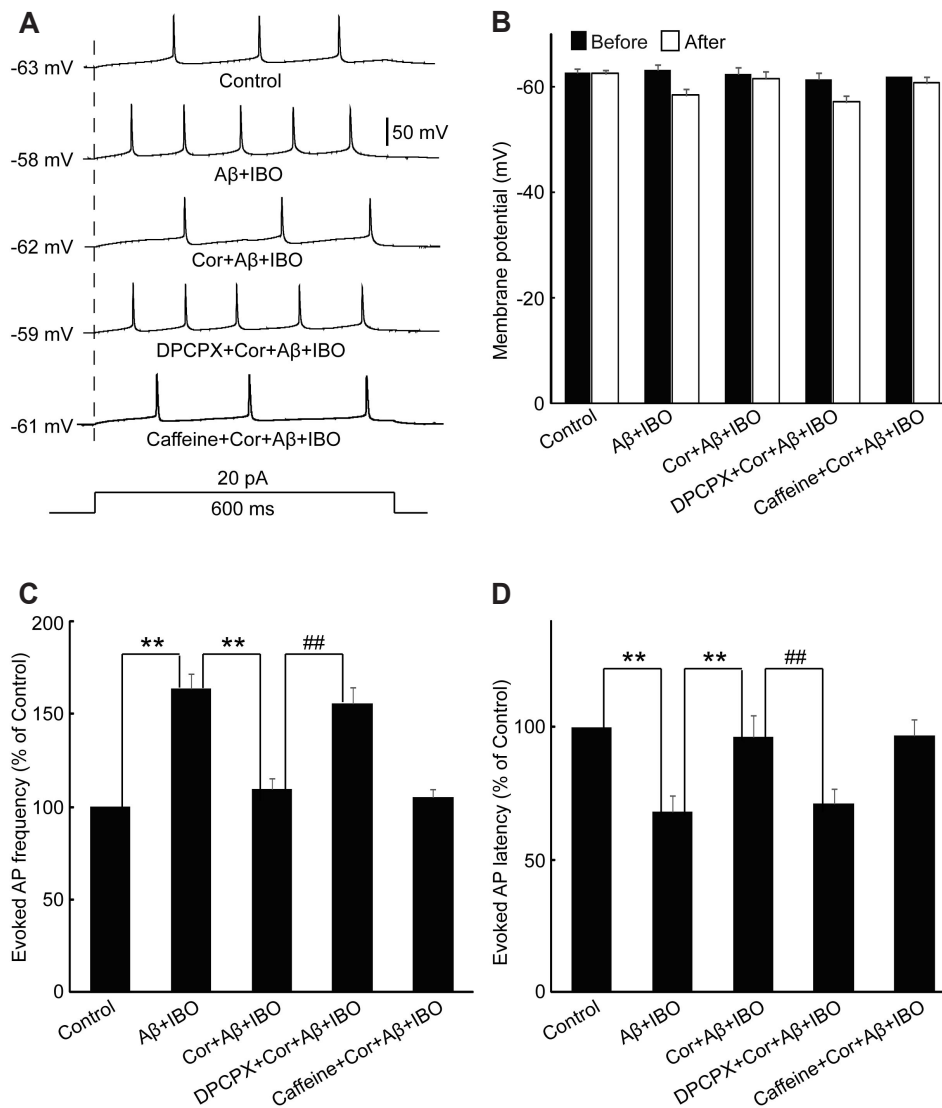 A
-63 mV
Control
-58 mV
50 mV
Aβ+IBO
-62 mV
Cor+Aβ+IBO
-59 mV
DPCPX+Cor+Aβ+IBO
-61 mV
Caffeine+Cor+Aβ+IBO
20 pA
600 ms
B
Before After
Membrane potential (mV)
-60
-40
-20
0
Control
Aβ+IBO
Cor+Aβ+IBO
DPCPX+Cor+Aβ+IBO
Caffeine+Cor+Aβ+IBO
C
Evoked AP frequency (% of Control)
200
150
100
50
0
** ** ##
Control
Aβ+IBO
Cor+Aβ+IBO
DPCPX+Cor+Aβ+IBO
Caffeine+Cor+Aβ+IBO
D
Evoked AP latency (% of Control)
100
50
0
** ** ##
Control
Aβ+IBO
Cor+Aβ+IBO
DPCPX+Cor+Aβ+IBO
Caffeine+Cor+Aβ+IBO